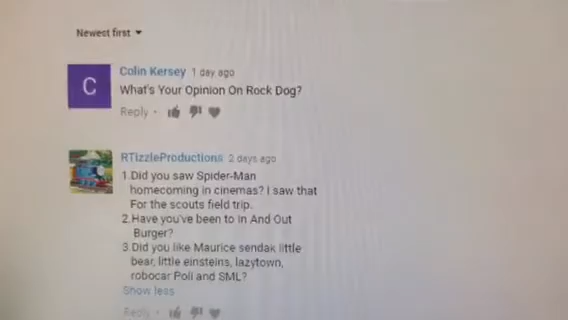 Newest first
C
Colin Kersey 1 day ago
What's Your Opinion On Rock Dog?
Reply •
RTizzleProductions 2 days ago
1.Did you saw Spider-Man
homecoming in cinemas? I saw that
For the scouts field trip.
2.Have you've been to In And Out
Burger?
3.Did you like Maurice sendak little
bear, little einsteins, lazytown,
robocar Poli and SML?
Show less
Reply •